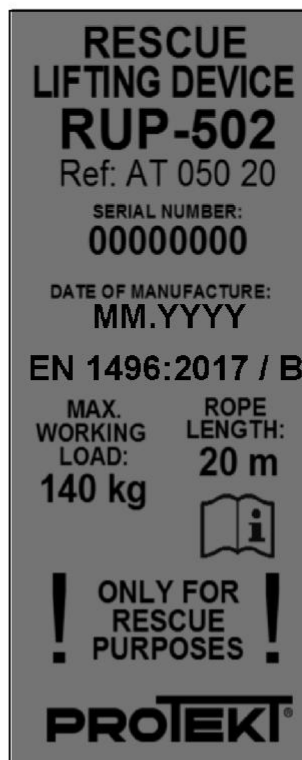 RESCUE
LIFTING DEVICE
RUP-502
Ref: AT 050 20
SERIAL NUMBER:
00000000
DATE OF MANUFACTURE:
MM.YYYY
EN 1496:2017 / B
MAX.
WORKING
LOAD:
140 kg
ROPE
LENGTH:
20 m
i
! ONLY FOR !
RESCUE
PURPOSES
PROTEKT®